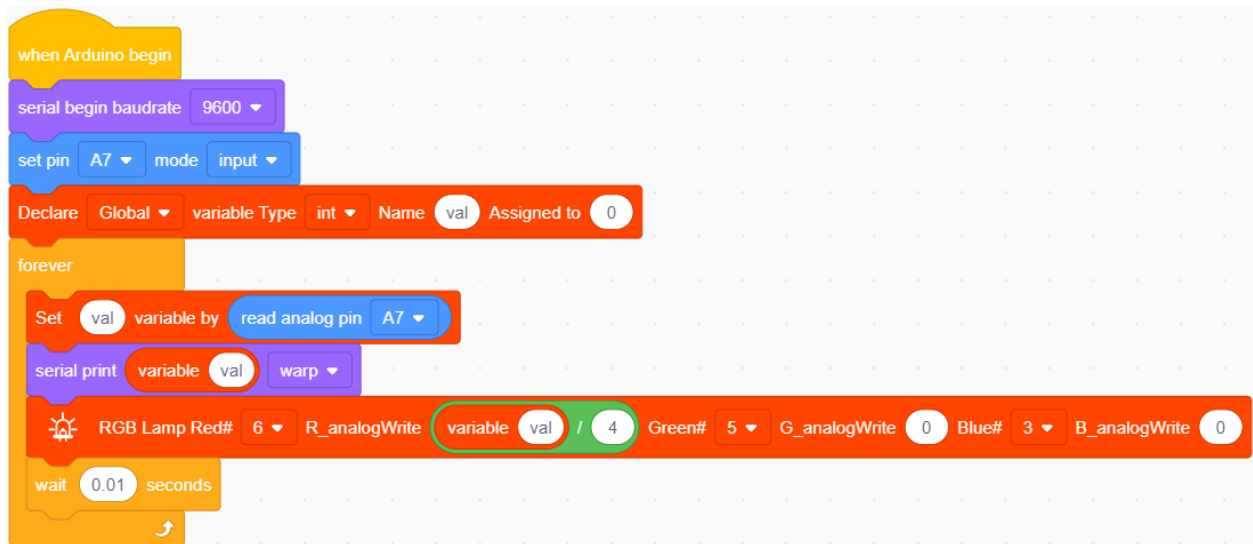 when Arduino begin
serial begin baudrate 9600
set pin A7 mode input
Declare Global variable Type int Name val Assigned to 0
forever
Set val variable by read analog pin A7
serial print variable val warp
RGB Lamp Red# 6 R_analogWrite variable val / 4 Green# 5 G_analogWrite 0 Blue# 3 B_analogWrite 0
wait 0.01 seconds